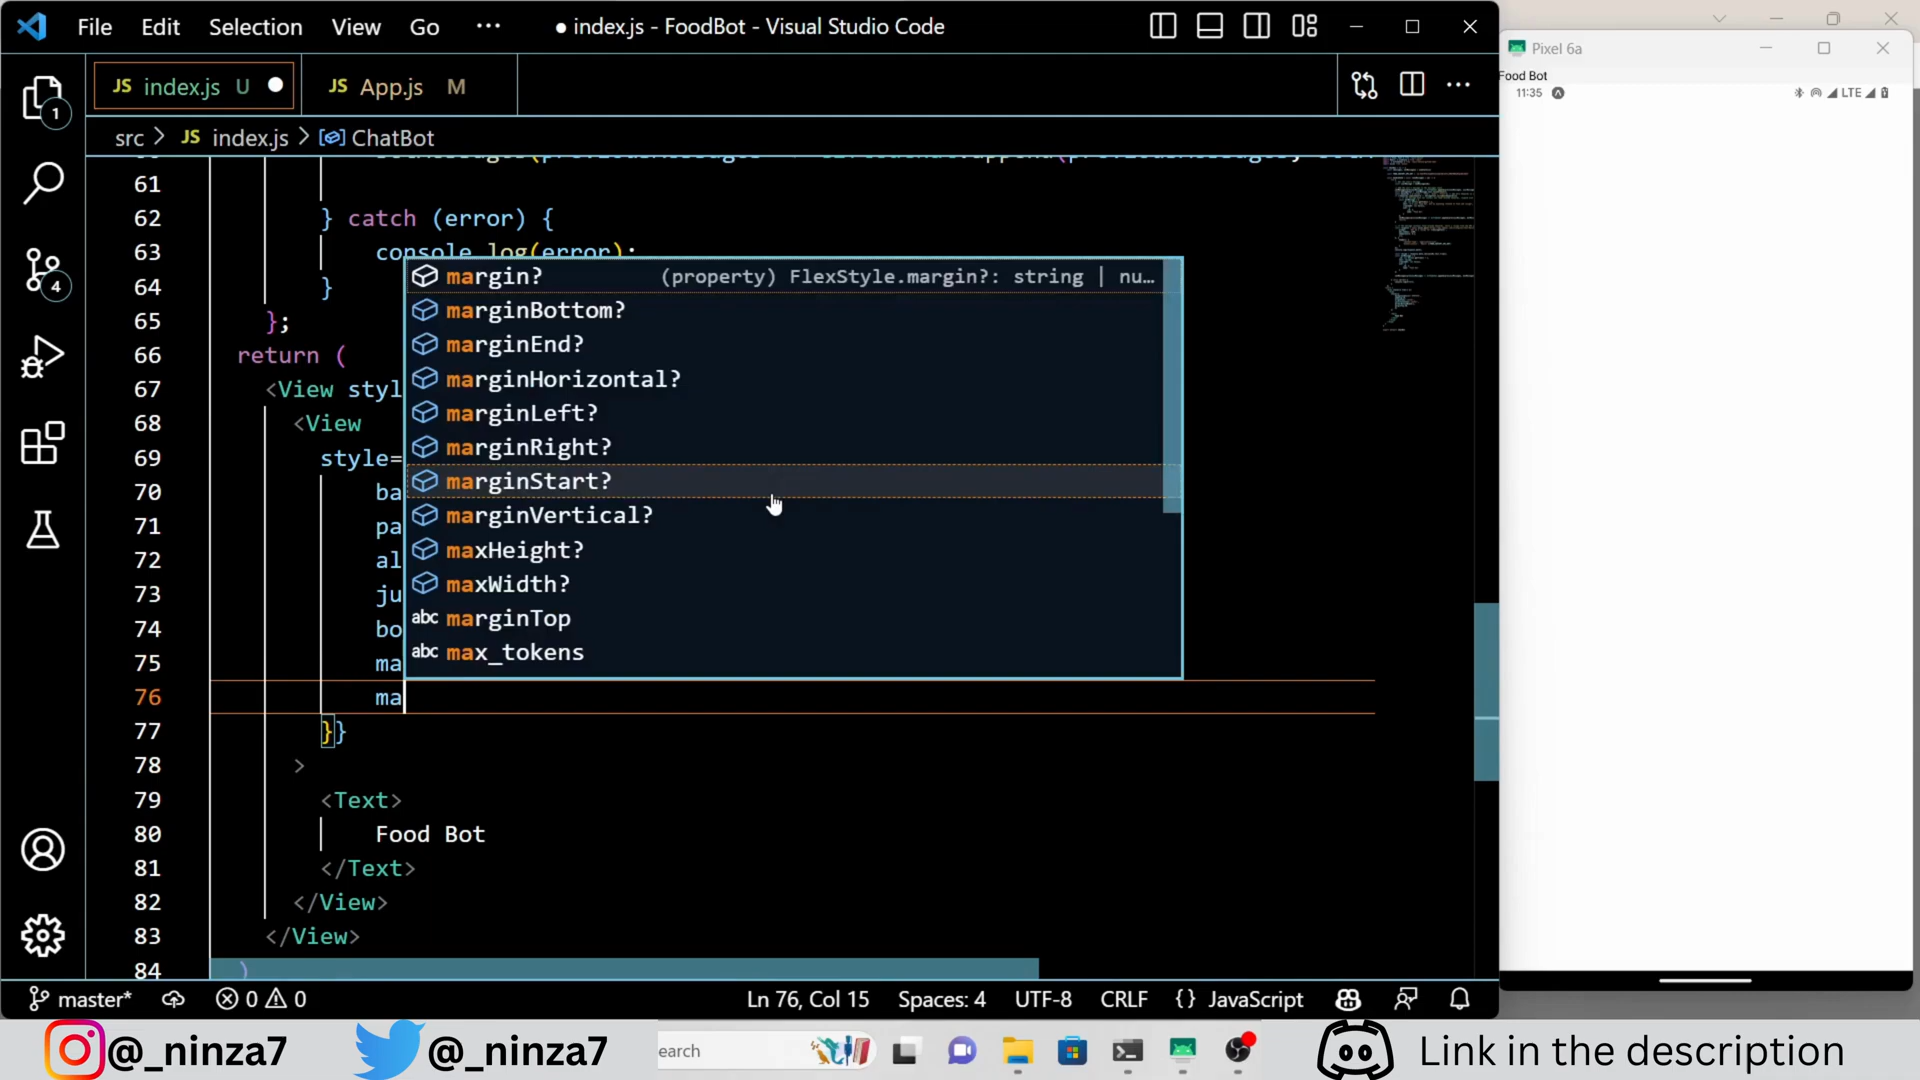 File Edit Selection View Go ··· ● index.js - FoodBot - Visual Studio Code
JS index.js U ● JS App.js M
src > JS index.js > ChatBot
61
62 } catch (error) {
63 console.log(error);
64 }
65 };
66 return (
67 <View styl
68 <View
69 style=
70 ba
71 pa
72 al
73 ju
74 bo
75 ma
76 ma
77 }}
78 >
79 <Text>
80 Food Bot
81 </Text>
82 </View>
83 </View>
84 )
margin? (property) FlexStyle.margin?: string | nu…
marginBottom?
marginEnd?
marginHorizontal?
marginLeft?
marginRight?
marginStart?
marginVertical?
maxHeight?
maxWidth?
abc marginTop
abc max_tokens
1
4
master* 0 0 Ln 76, Col 15 Spaces: 4 UTF-8 CRLF {} JavaScript
Pixel 6a
Food Bot
11:35 LTE
@_ninza7 @_ninza7 earch Link in the description